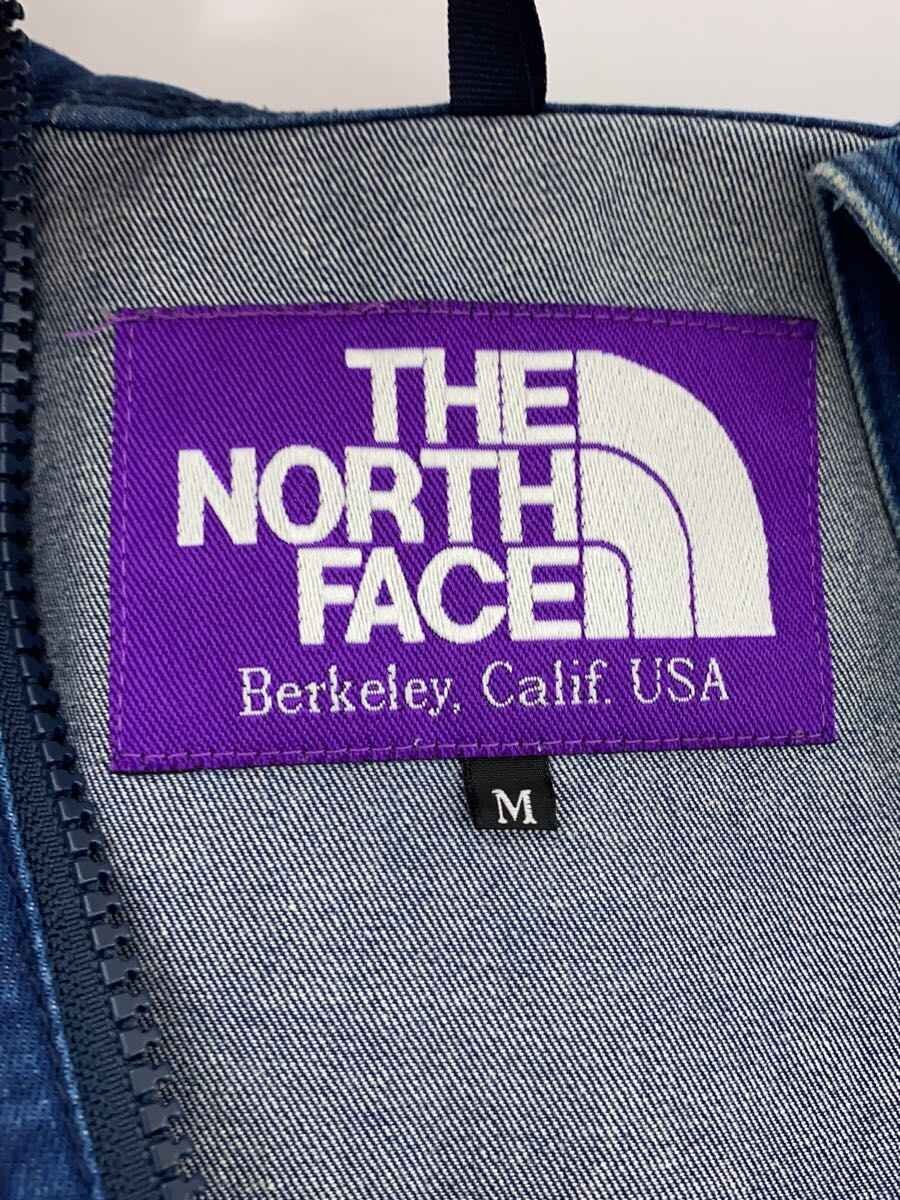 THE
NORTH
FACE
Berkeley, Calif. USA
M